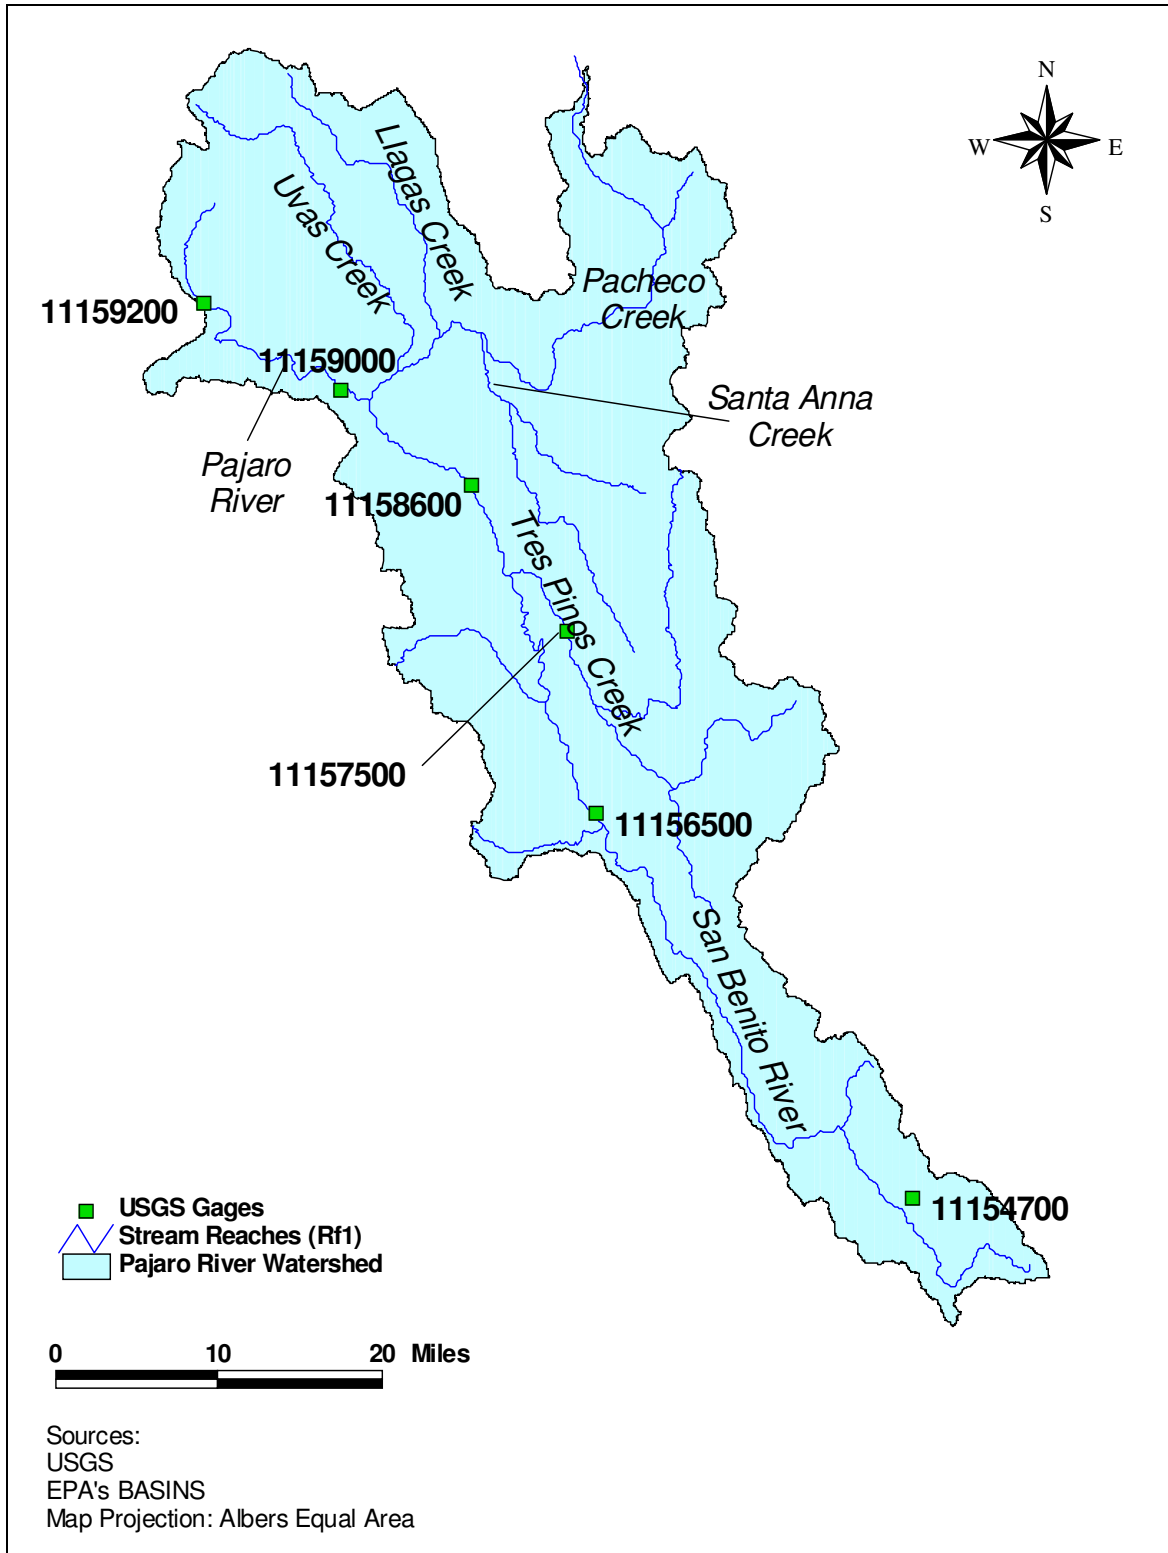 N
W
E
S
Llagas Creek
Uvas Creek
Pacheco
Creek
11159200
11159000
Santa Anna
Creek
Pajaro
River
11158600
Tres Pinos Creek
11157500
11156500
San Benito River
11154700
USGS Gages
Stream Reaches (Rf1)
Pajaro River Watershed
0 10 20 Miles
Sources:
USGS
EPA's BASINS
Map Projection: Albers Equal Area